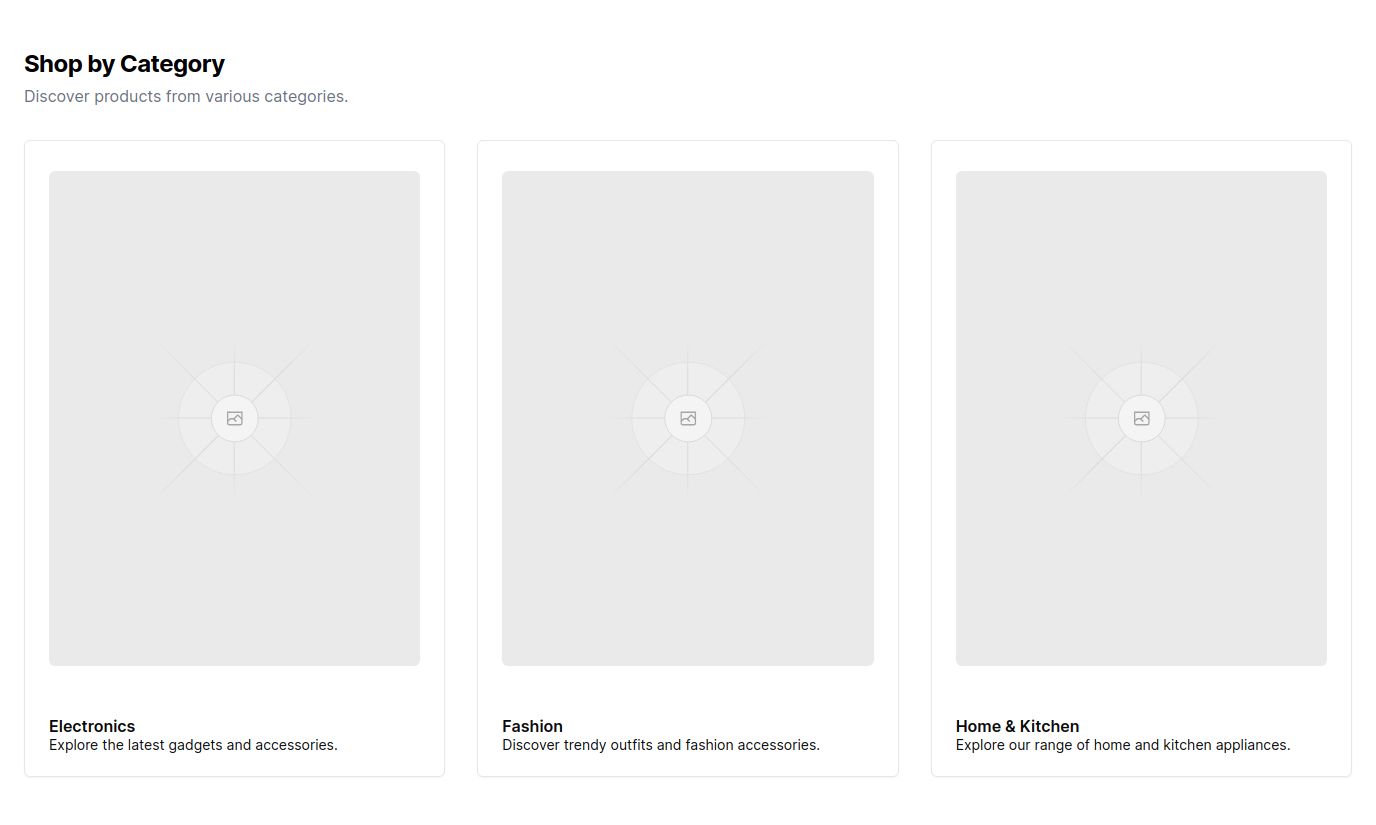 Shop by Category
Discover products from various categories.
Electronics
Explore the latest gadgets and accessories.
Fashion
Discover trendy outfits and fashion accessories.
Home & Kitchen
Explore our range of home and kitchen appliances.